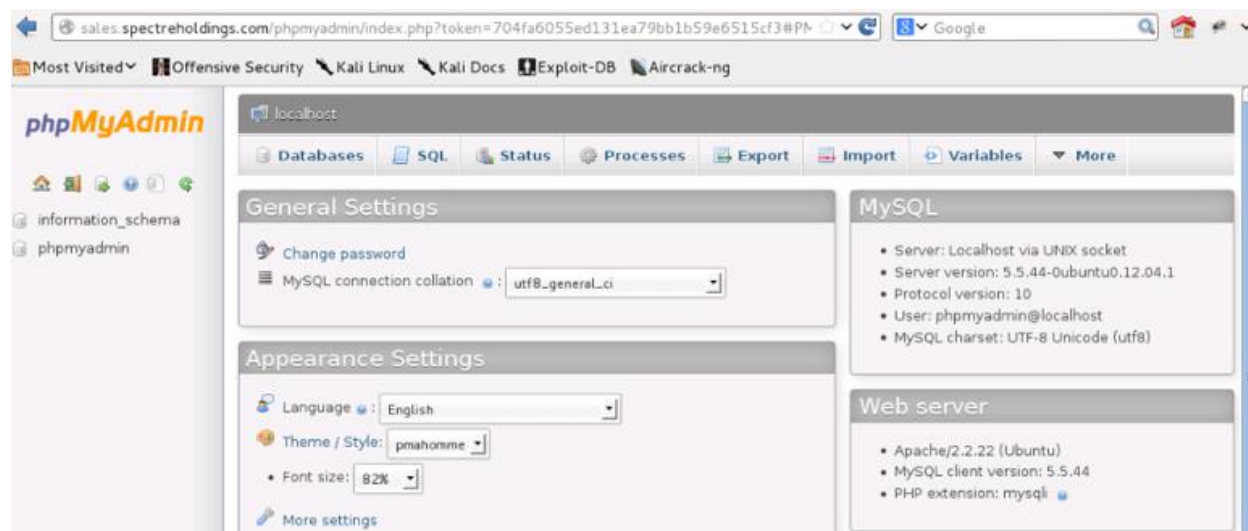 sales.spectreholdings.com/phpmyadmin/index.php?token=704fa6055ed131ea79bb1b59e6515cf3#PM
Google
Most Visited Offensive Security Kali Linux Kali Docs Exploit-DB Aircrack-ng
phpMyAdmin
information_schema
phpmyadmin
localhost
Databases SQL Status Processes Export Import Variables More
General Settings
Change password
MySQL connection collation : utf8_general_ci
Appearance Settings
Language : English
Theme / Style: pmahomme
• Font size: 82%
More settings
MySQL
• Server: Localhost via UNIX socket
• Server version: 5.5.44-0ubuntu0.12.04.1
• Protocol version: 10
• User: phpmyadmin@localhost
• MySQL charset: UTF-8 Unicode (utf8)
Web server
• Apache/2.2.22 (Ubuntu)
• MySQL client version: 5.5.44
• PHP extension: mysqli